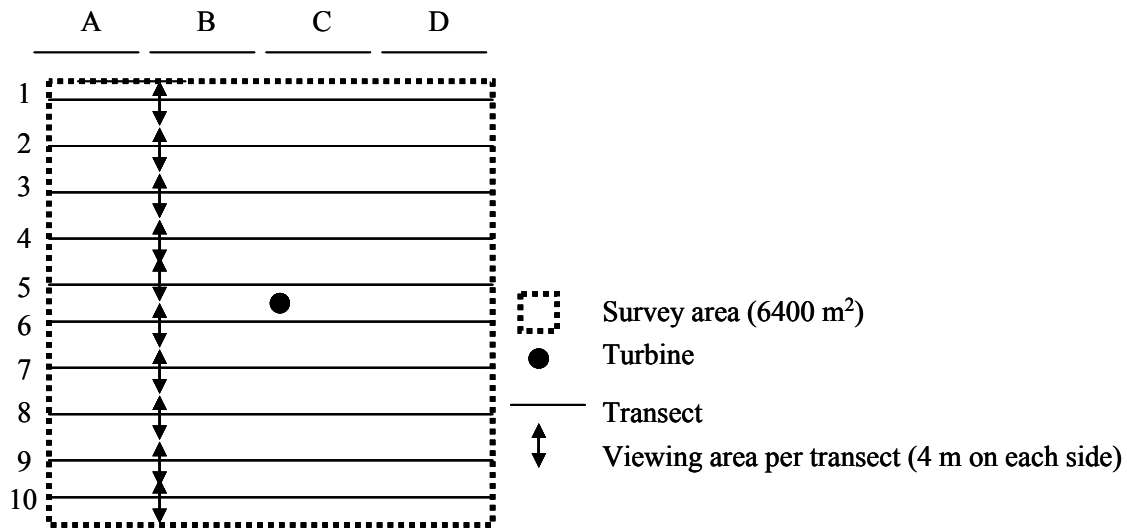 A B C D
1
2
3
4
5
6
7
8
9
10
Survey area (6400 m²)
Turbine
Transect
Viewing area per transect (4 m on each side)